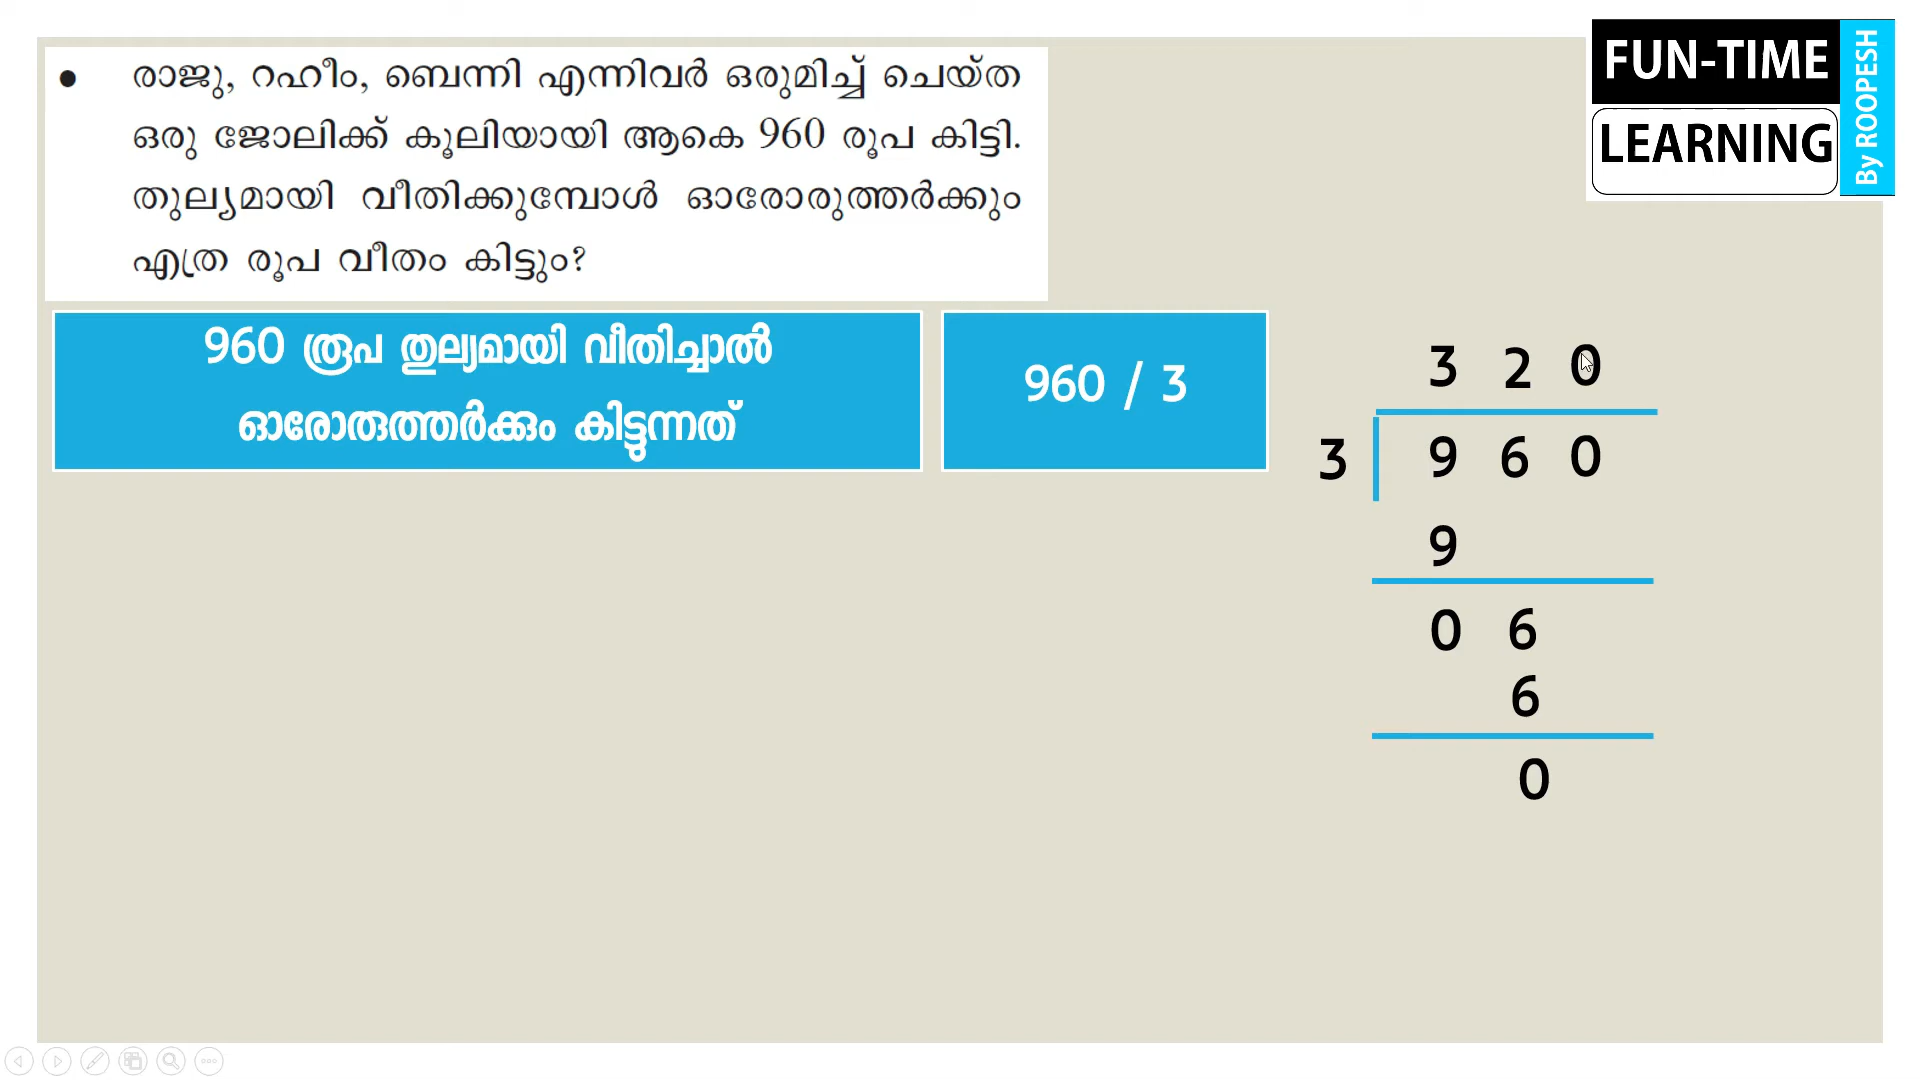 ● രാജു, റഹീം, ബെന്നി എന്നിവർ ഒരുമിച്ച് ചെയ്ത
ഒരു ജോലിക്ക് കൂലിയായി ആകെ 960 രൂപ കിട്ടി.
തുല്യമായി വീതിക്കുമ്പോൾ ഓരോരുത്തർക്കും
എത്ര രൂപ വീതം കിട്ടും?
FUN-TIME
LEARNING
By ROOPESH
960 രൂപ തുല്യമായി വീതിച്ചാൽ
ഓരോരുത്തർക്കും കിട്ടുന്നത്
960 / 3
3 2 0
3 9 6 0
9
0 6
6
0